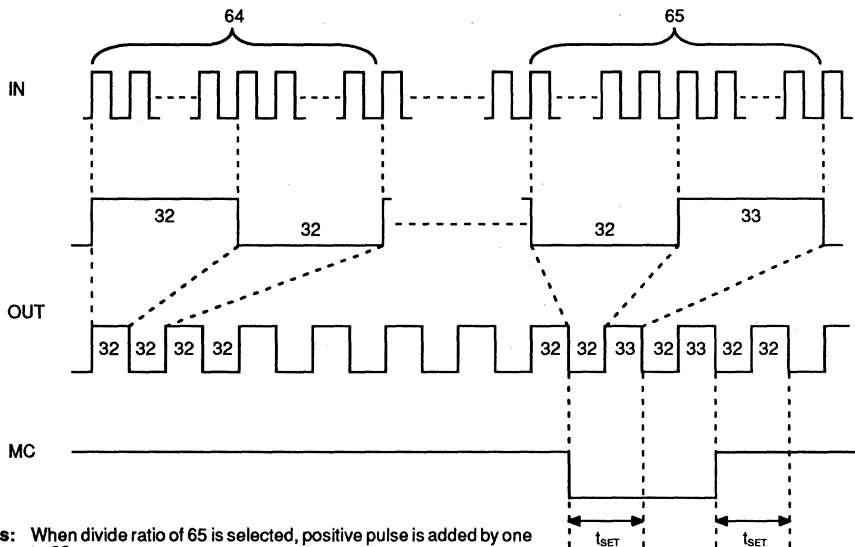 64 65
IN
32 32 32 33
OUT
32 32 32 32 32 32 33 32 33 32 32
MC
s: When divide ratio of 65 is selected, positive pulse is added by one
tSET tSET